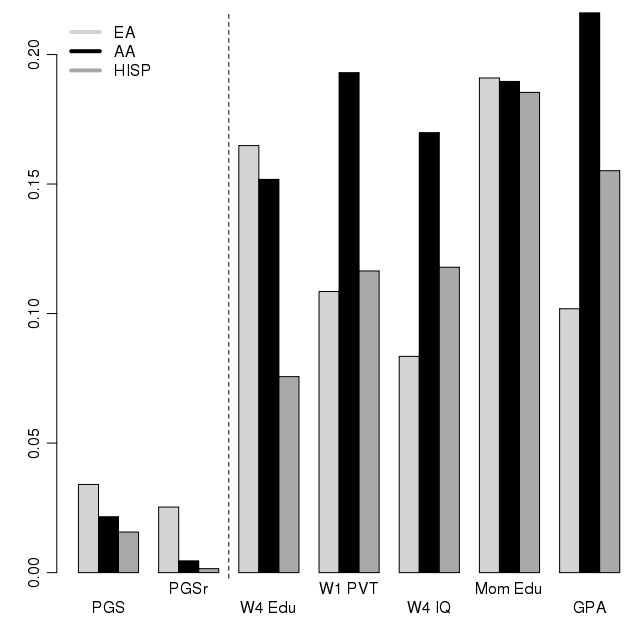 EA
AA
HISP
0.20
0.15
0.10
0.05
0.00
PGSr W1 PVT Mom Edu
PGS W4 Edu W4 IQ GPA